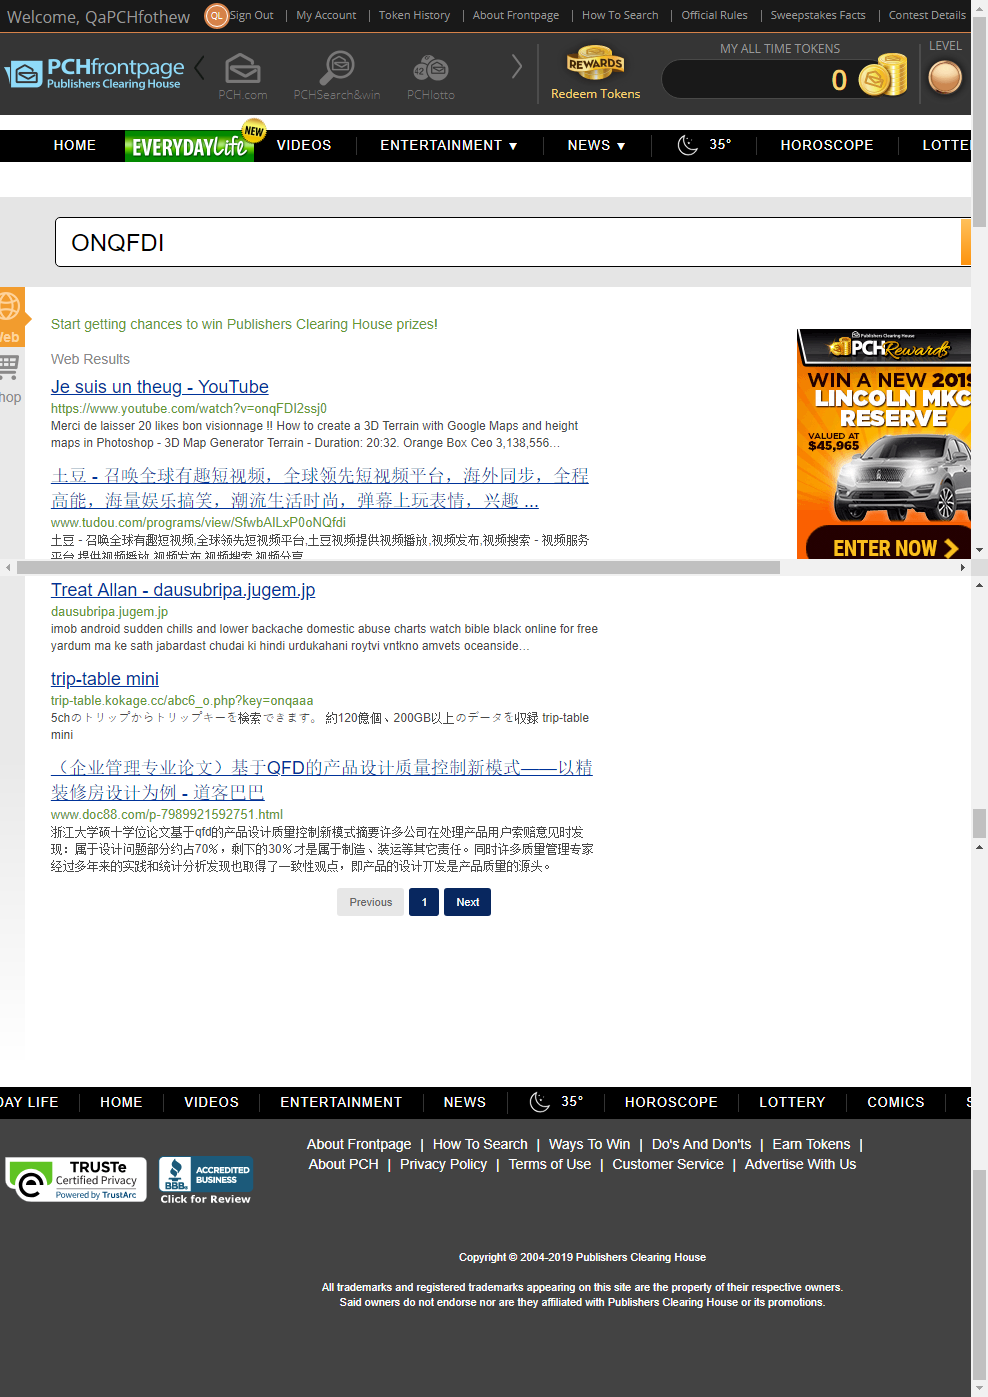 Welcome, QaPCHfothew QL Sign Out | My Account | Token History | About Frontpage | How To Search | Official Rules | Sweepstakes Facts | Contest Details
PCHfrontpage
Publishers Clearing House
PCH.com PCHSearch&win PCHlotto
42
REWARDS
Redeem Tokens
MY ALL TIME TOKENS
0
LEVEL
HOME EVERYDAY Life NEW VIDEOS ENTERTAINMENT ▼ NEWS ▼ 35° HOROSCOPE LOTTE
ONQFDI
eb
hop
Start getting chances to win Publishers Clearing House prizes!
Web Results
Je suis un theug - YouTube
https://www.youtube.com/watch?v=onqFDI2ssj0
Merci de laisser 20 likes bon visionnage !! How to create a 3D Terrain with Google Maps and height
maps in Photoshop - 3D Map Generator Terrain - Duration: 20:32. Orange Box Ceo 3,138,556...
土豆 - 召唤全球有趣短视频，全球领先短视频平台，海外同步，全程
高能，海量娱乐搞笑，潮流生活时尚，弹幕上玩表情，兴趣 ...
www.tudou.com/programs/view/SfwbAILxP0oNQfdi
土豆 - 召唤全球有趣短视频,全球领先短视频平台,土豆视频提供视频播放,视频发布,视频搜索 - 视频服务
平台,提供视频播放,视频发布,视频搜索,视频分享
Publishers Clearing House
PCHRewards
WIN A NEW 2019
LINCOLN MKC
RESERVE
VALUED AT
$45,965
ENTER NOW
Treat Allan - dausubripa.jugem.jp
dausubripa.jugem.jp
imob android sudden chills and lower backache domestic abuse charts watch bible black online for free
yardum ma ke sath jabardast chudai ki hindi urdukahani roytvi vntkno amvets oceanside...
trip-table mini
trip-table.kokage.cc/abc6_o.php?key=onqaaa
5chのトリップからトリップキーを検索できます。 約120億個、200GB以上のデータを収録 trip-table
mini
（企业管理专业论文）基于QFD的产品设计质量控制新模式——以精
装修房设计为例 - 道客巴巴
www.doc88.com/p-7989921592751.html
浙江大学硕十学位论文基于qfd的产品设计质量控制新模式摘要许多公司在处理产品用户索赔意见时发
现：属于设计问题部分约占70%，剩下的30%才是属于制造、装运等其它责任。同时许多质量管理专家
经过多年来的实践和统计分析发现也取得了一致性观点，即产品的设计丌发是产品质量的源头。
Previous 1 Next
DAY LIFE HOME VIDEOS ENTERTAINMENT NEWS 35° HOROSCOPE LOTTERY COMICS S
About Frontpage | How To Search | Ways To Win | Do's And Don'ts | Earn Tokens |
About PCH | Privacy Policy | Terms of Use | Customer Service | Advertise With Us
TRUSTe
Certified Privacy
Powered by TrustArc
BBB.
ACCREDITED
BUSINESS
Click for Review
Copyright © 2004-2019 Publishers Clearing House
All trademarks and registered trademarks appearing on this site are the property of their respective owners.
Said owners do not endorse nor are they affiliated with Publishers Clearing House or its promotions.